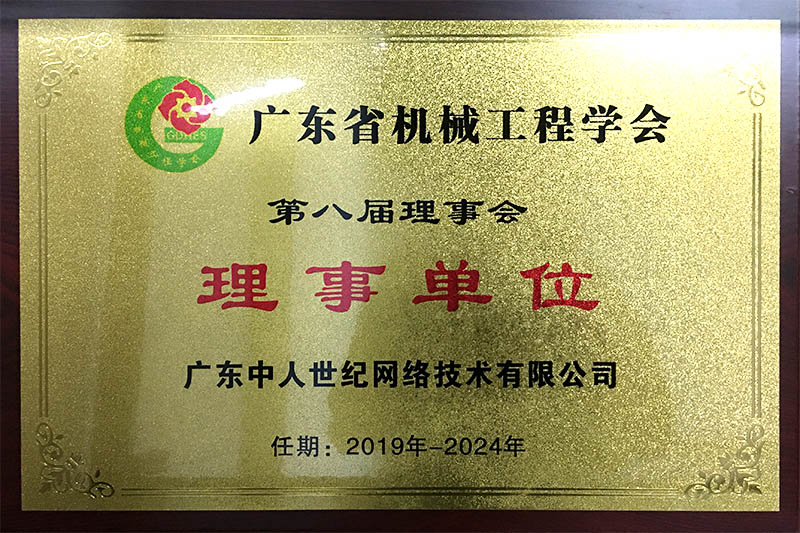 广东省机械工程学会
GDMES
第八届理事会
理事单位
广东中人世纪网络技术有限公司
任期：2019年-2024年